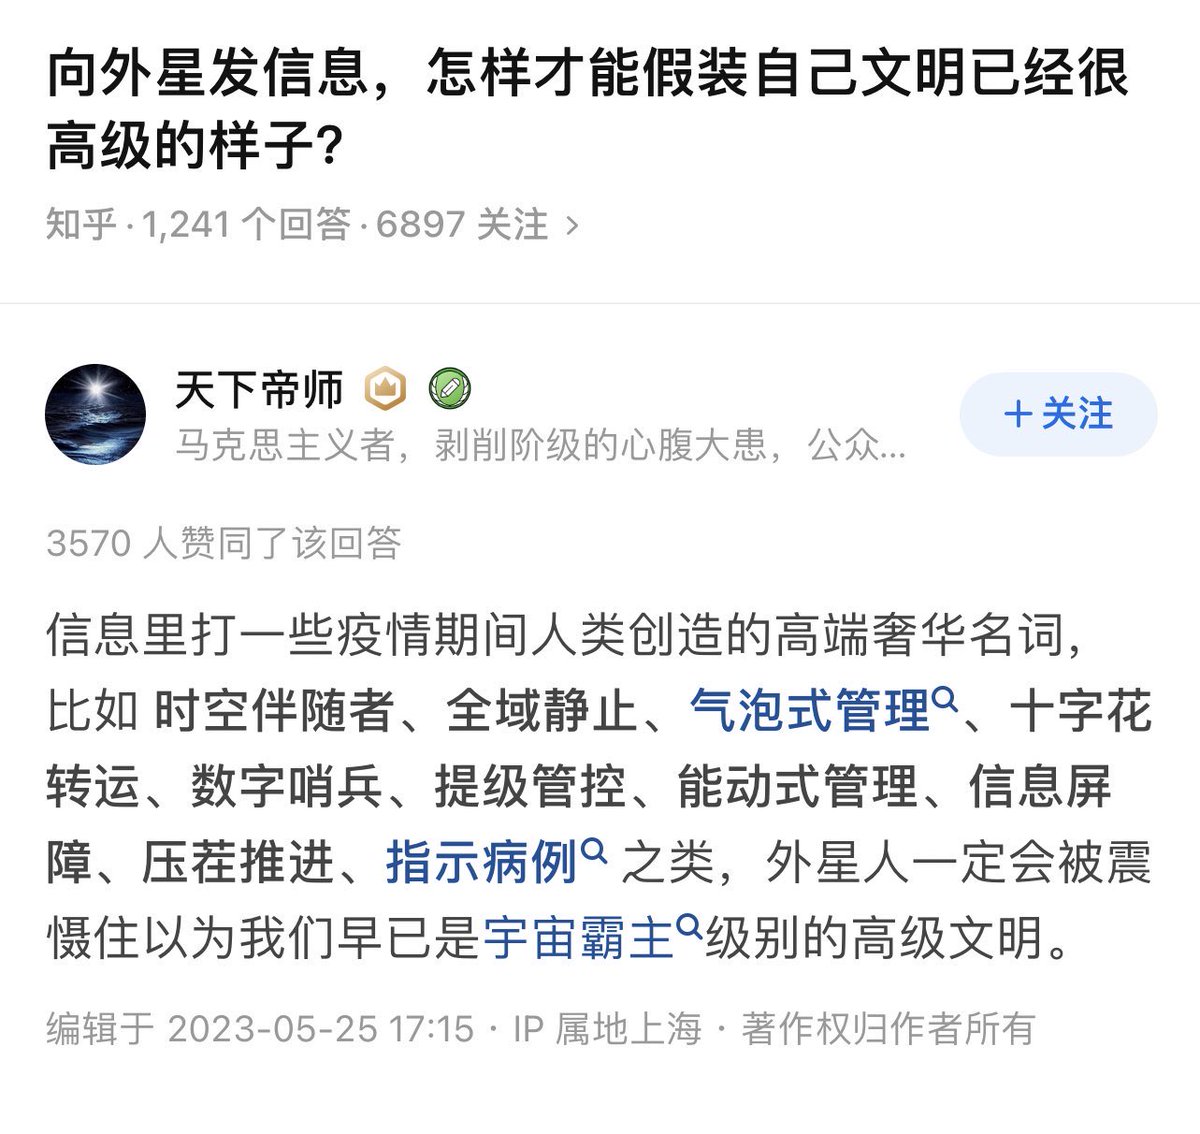 向外星发信息，怎样才能假装自己文明已经很
高级的样子?
知乎 · 1,241 个回答 · 6897 关注 >
天下帝师
马克思主义者，剥削阶级的心腹大患，公众...
+ 关注
3570 人赞同了该回答
信息里打一些疫情期间人类创造的高端奢华名词，
比如 时空伴随者、全域静止、气泡式管理、十字花
转运、数字哨兵、提级管控、能动式管理、信息屏
障、压茬推进、指示病例 之类，外星人一定会被震
慑住以为我们早已是宇宙霸主级别的高级文明。
编辑于 2023-05-25 17:15 · IP 属地上海 · 著作权归作者所有